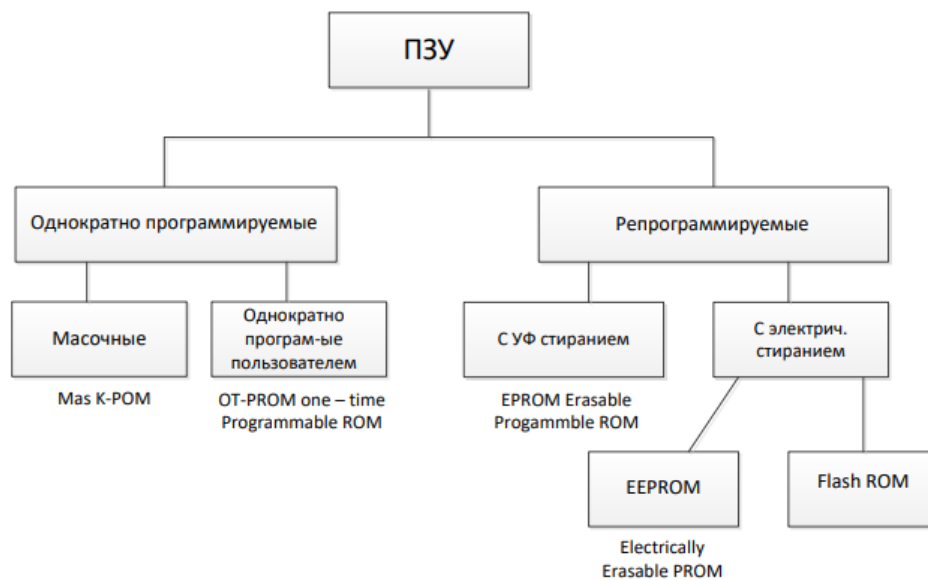 ПЗУ
Однократно программируемые
Репрограммируемые
Масочные
Однократно
програм-ые
пользователем
С УФ стиранием
С электрич.
стиранием
Mas K-POM
OT-PROM one – time
Programmable ROM
EPROM Erasable
Progammble ROM
EEPROM
Flash ROM
Electrically
Erasable PROM